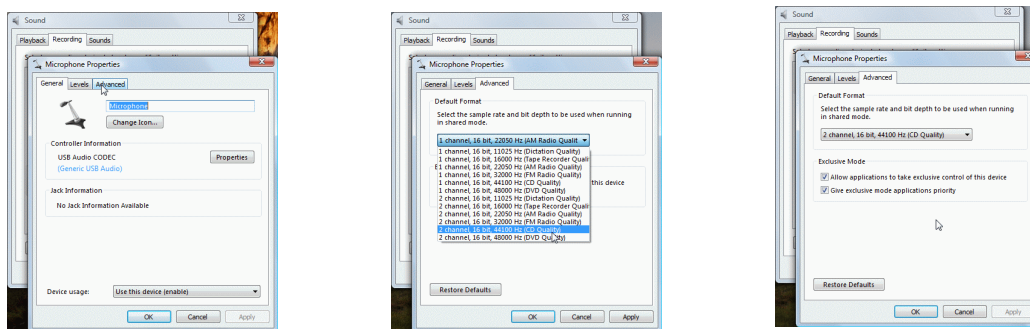 Sound
Playback Recording Sounds
Microphone Properties
General Levels Advanced
Microphone
Change Icon...
Controller Information
USB Audio CODEC
Properties
(Generic USB Audio)
Jack Information
No Jack Information Available
Device usage: Use this device (enable)
OK Cancel Apply
Sound
Playback Recording Sounds
Microphone Properties
General Levels Advanced
Default Format
Select the sample rate and bit depth to be used when running
in shared mode.
1 channel, 16 bit, 22050 Hz (AM Radio Qualit
1 channel, 16 bit, 11025 Hz (Dictation Quality)
1 channel, 16 bit, 16000 Hz (Tape Recorder Quali
1 channel, 16 bit, 22050 Hz (AM Radio Quality)
1 channel, 16 bit, 32000 Hz (FM Radio Quality)
1 channel, 16 bit, 44100 Hz (CD Quality)
this device
1 channel, 16 bit, 48000 Hz (DVD Quality)
2 channel, 16 bit, 11025 Hz (Dictation Quality)
2 channel, 16 bit, 16000 Hz (Tape Recorder Quali
2 channel, 16 bit, 22050 Hz (AM Radio Quality)
2 channel, 16 bit, 32000 Hz (FM Radio Quality)
2 channel, 16 bit, 44100 Hz (CD Quality)
2 channel, 16 bit, 48000 Hz (DVD Quality)
Restore Defaults
OK Cancel Apply
Sound
Playback Recording Sounds
Microphone Properties
General Levels Advanced
Default Format
Select the sample rate and bit depth to be used when running
in shared mode.
2 channel, 16 bit, 44100 Hz (CD Quality)
Exclusive Mode
Allow applications to take exclusive control of this device
Give exclusive mode applications priority
Restore Defaults
OK Cancel Apply